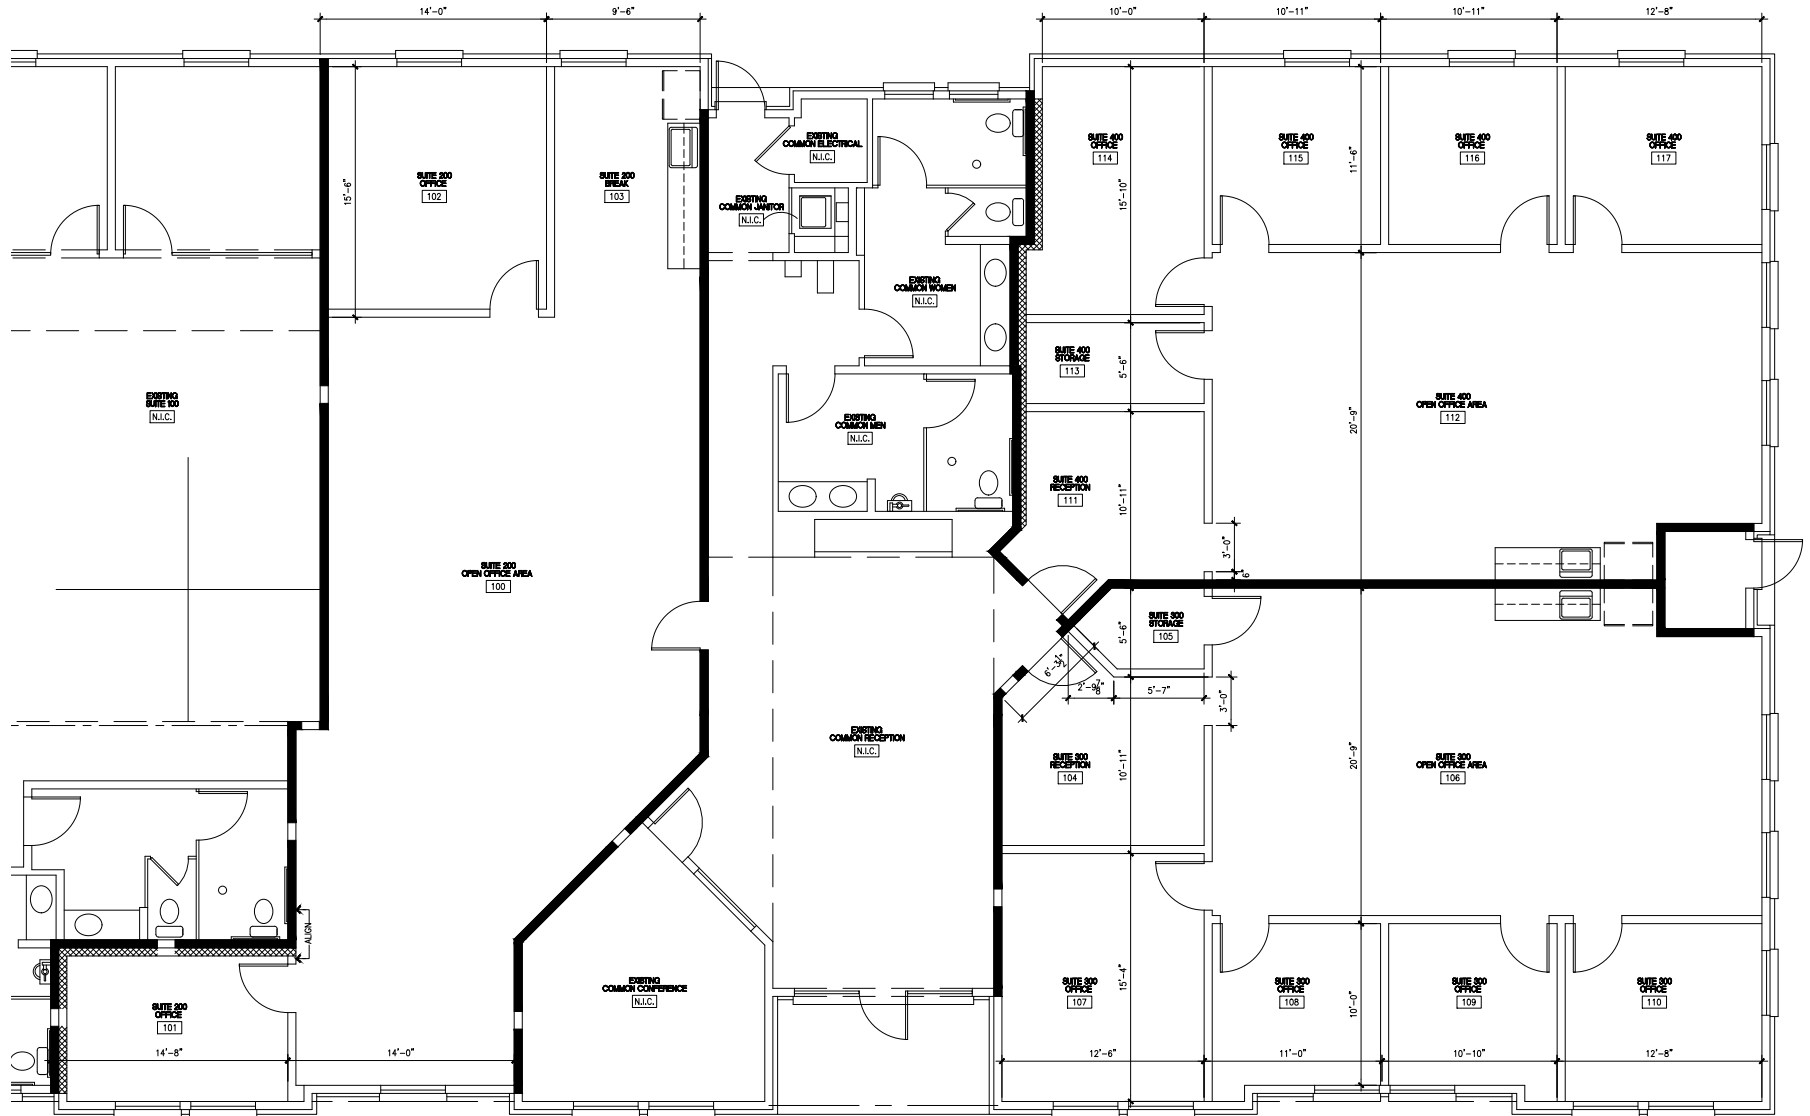 14'-0"
9'-6"
10'-0"
10'-11"
10'-11"
12'-8"
EXISTING
COMMON ELECTRICAL
N.I.C.
SUITE 400
OFFICE
114
SUITE 400
OFFICE
115
SUITE 400
OFFICE
116
SUITE 400
OFFICE
117
11'-6"
SUITE 200
OFFICE
102
15'-6"
SUITE 200
BREAK
103
EXISTING
COMMON JANITOR
N.I.C.
15'-10"
EXISTING
COMMON WOMEN
N.I.C.
SUITE 400
STORAGE
113
5'-6"
EXISTING
SUITE 100
N.I.C.
EXISTING
COMMON MEN
N.I.C.
20'-9"
SUITE 400
OPEN OFFICE AREA
112
SUITE 400
RECEPTION
111
10'-11"
3'-0"
6"
SUITE 200
OPEN OFFICE AREA
100
SUITE 300
STORAGE
105
5'-6"
6'-3 1/2"
2'-9 7/8"
5'-7"
3'-0"
EXISTING
COMMON RECEPTION
N.I.C.
SUITE 300
RECEPTION
104
10'-11"
20'-9"
SUITE 300
OPEN OFFICE AREA
106
ALIGN
EXISTING
COMMON CONFERENCE
N.I.C.
SUITE 300
OFFICE
107
15'-4"
SUITE 300
OFFICE
108
10'-0"
SUITE 300
OFFICE
109
SUITE 300
OFFICE
110
SUITE 200
OFFICE
101
14'-8"
14'-0"
12'-6"
11'-0"
10'-10"
12'-8"